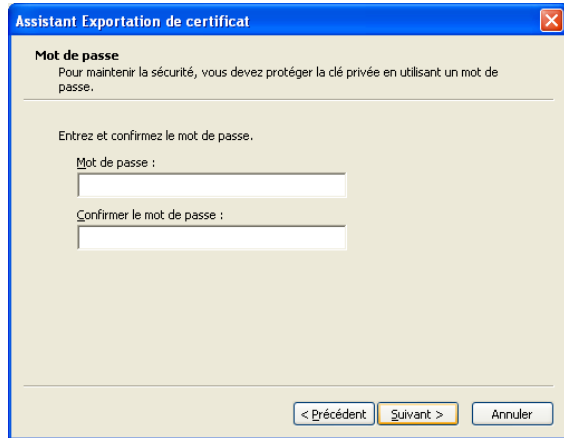 Assistant Exportation de certificat
Mot de passe
Pour maintenir la sécurité, vous devez protéger la clé privée en utilisant un mot de
passe.
Entrez et confirmez le mot de passe.
Mot de passe :
Confirmer le mot de passe :
< Précédent Suivant > Annuler